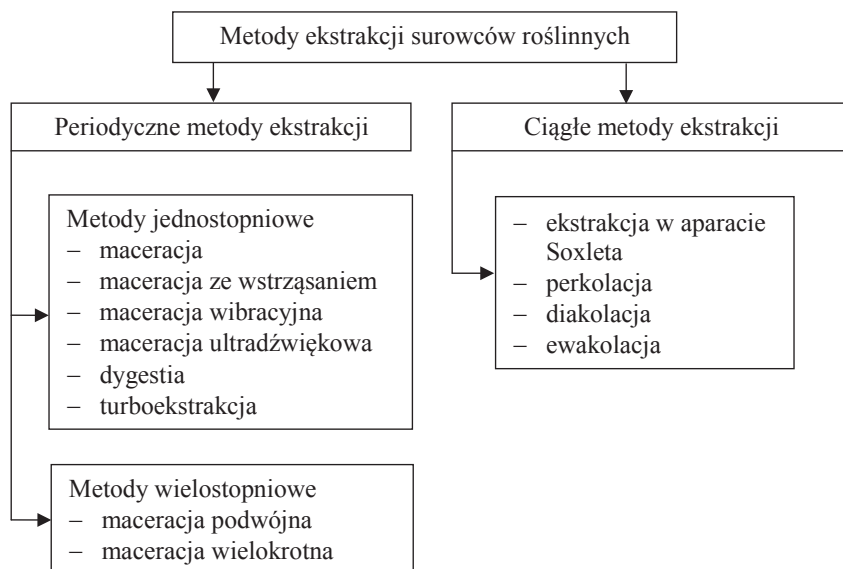 Metody ekstrakcji surowców roślinnych
Periodyczne metody ekstrakcji
Ciągłe metody ekstrakcji
Metody jednostopniowe
– maceracja
– maceracja ze wstrząsaniem
– maceracja wibracyjna
– maceracja ultradźwiękowa
– dygestia
– turboekstrakcja
– ekstrakcja w aparacie
Soxleta
– perkolacja
– diakolacja
– ewakolacja
Metody wielostopniowe
– maceracja podwójna
– maceracja wielokrotna